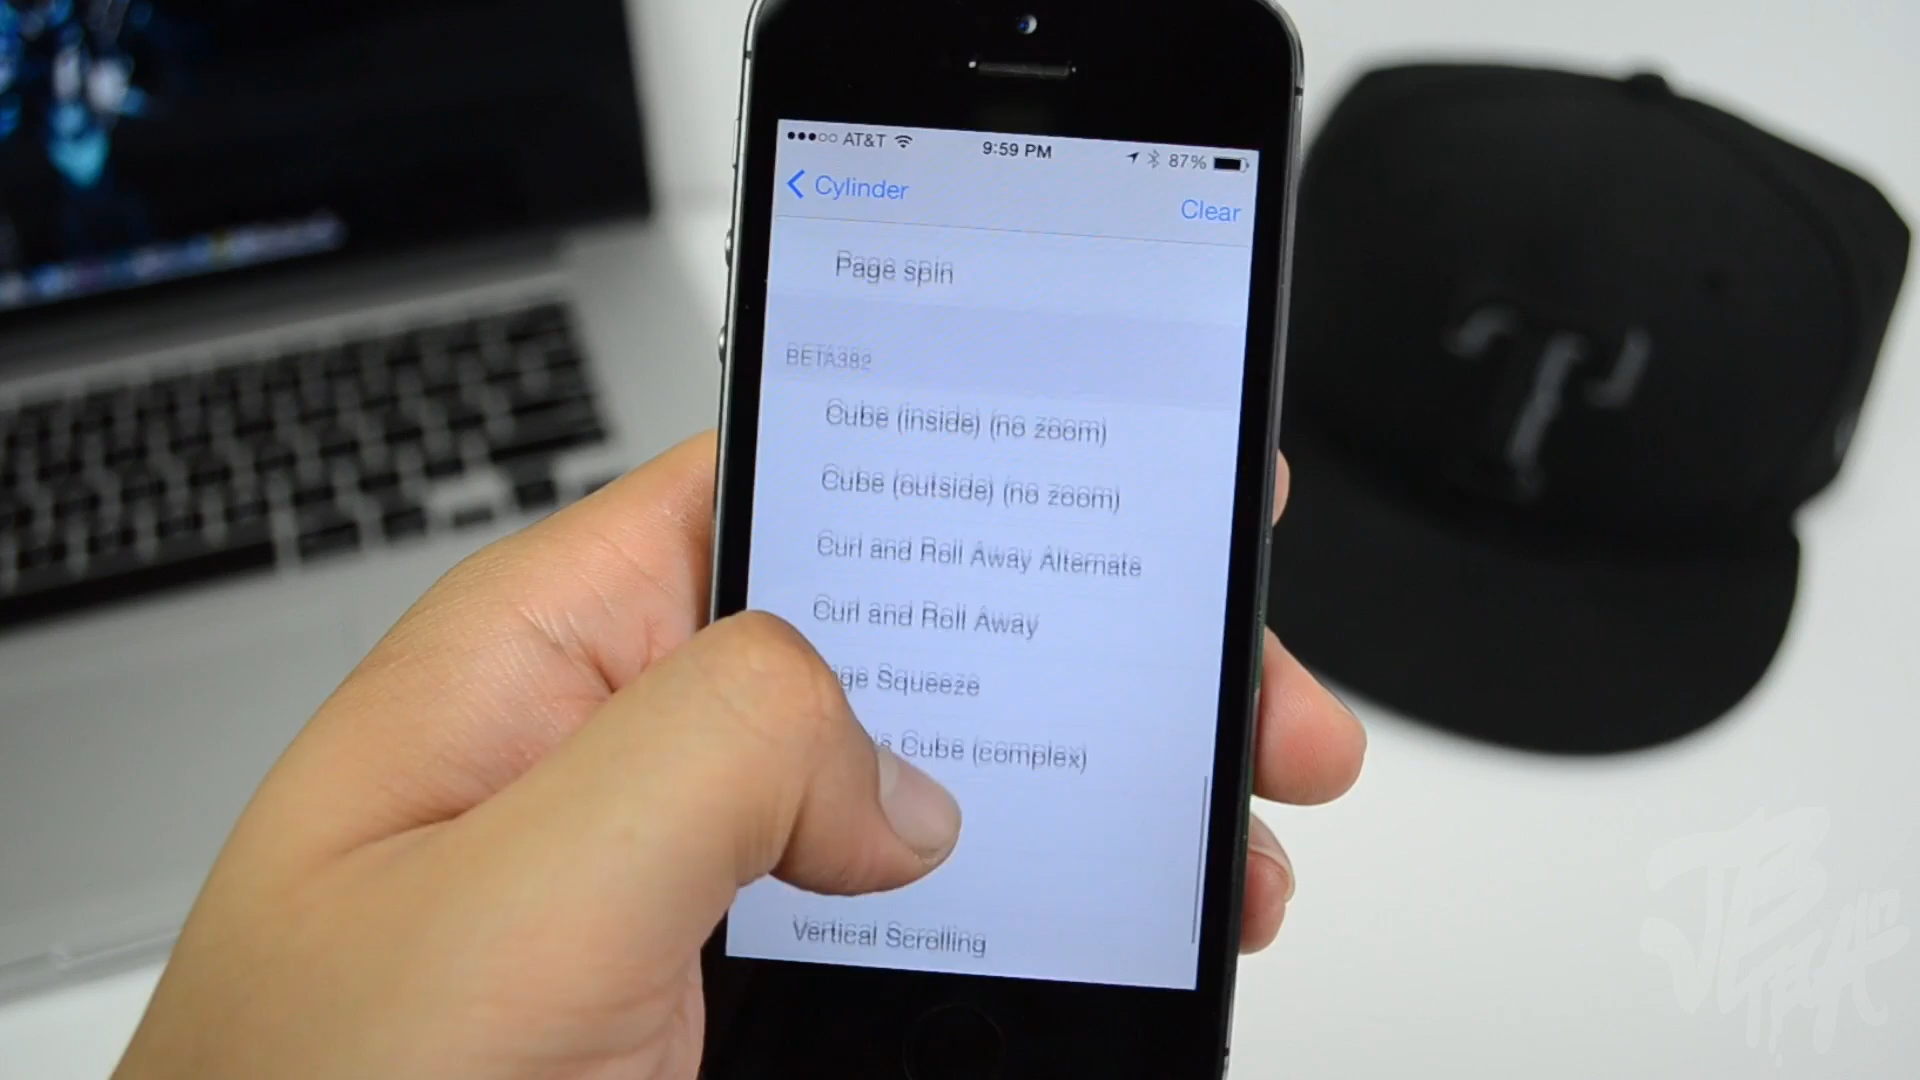 AT&T 9:59 PM 87%
Cylinder Clear
Page spin
BETA382
Cube (inside) (no zoom)
Cube (outside) (no zoom)
Curl and Roll Away Alternate
Curl and Roll Away
Squeeze
Cube (complex)
Vertical Scrolling